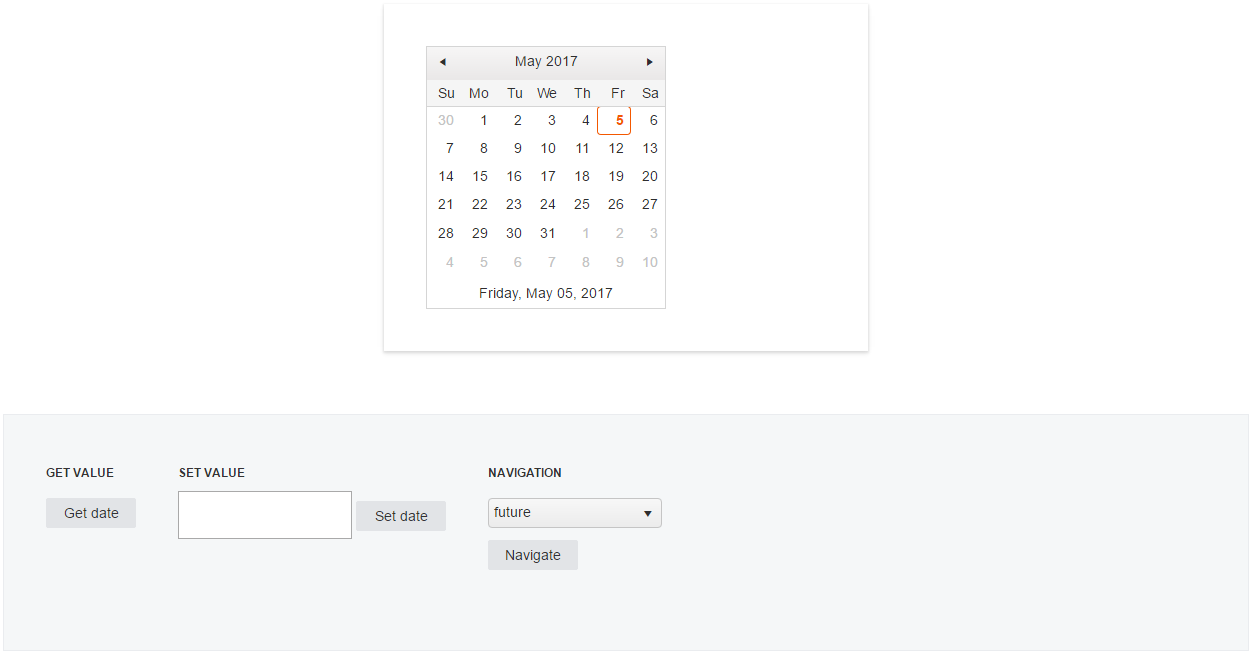 May 2017
Su Mo Tu We Th Fr Sa
30 1 2 3 4 5 6
7 8 9 10 11 12 13
14 15 16 17 18 19 20
21 22 23 24 25 26 27
28 29 30 31 1 2 3
4 5 6 7 8 9 10
Friday, May 05, 2017
GET VALUE
Get date
SET VALUE
Set date
NAVIGATION
future
Navigate